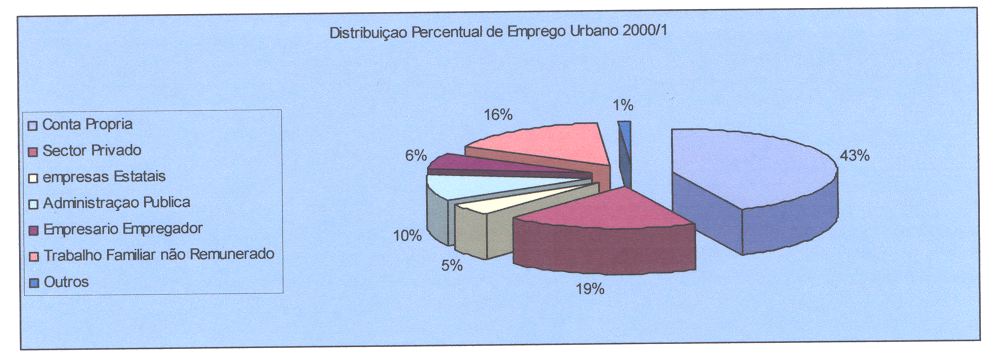 Distribuiçao Percentual de Emprego Urbano 2000/1
Conta Propria
Sector Privado
empresas Estatais
Administraçao Publica
Empresario Empregador
Trabalho Familiar não Remunerado
Outros
1%
16%
43%
6%
10%
5%
19%